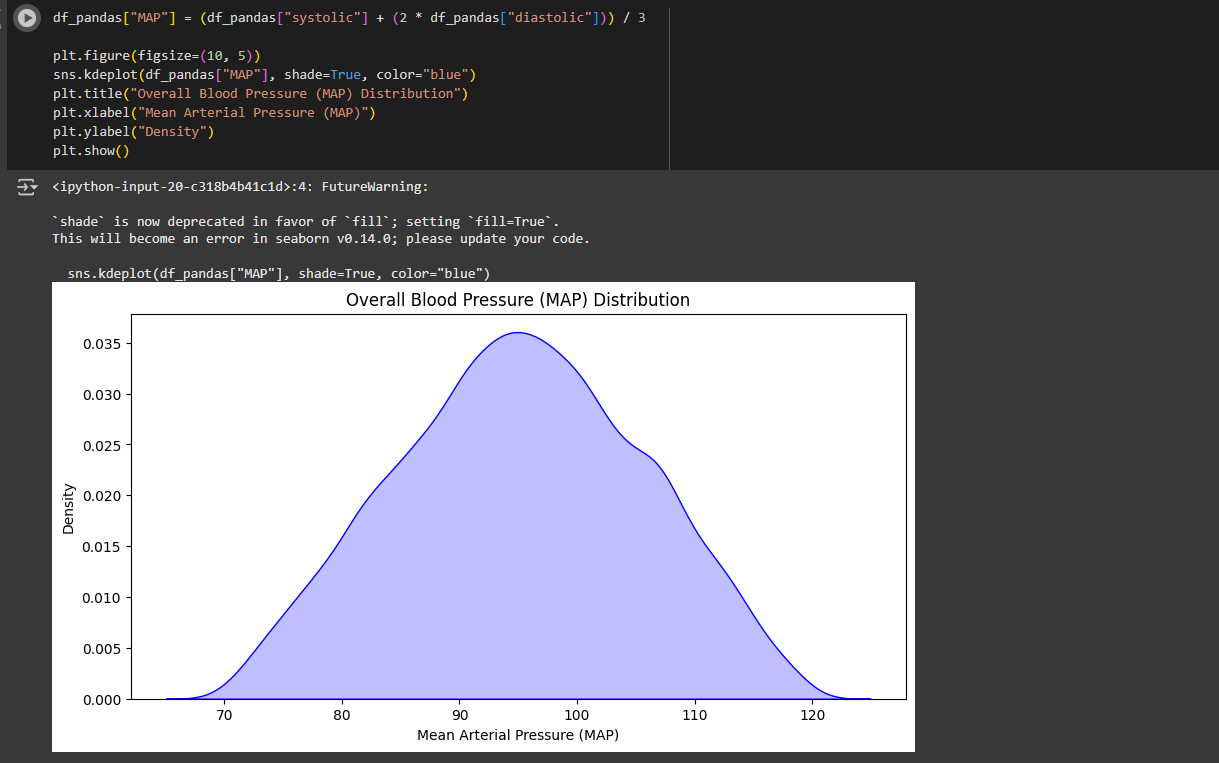 df_pandas["MAP"] = (df_pandas["systolic"] + (2 * df_pandas["diastolic"])) / 3
plt.figure(figsize=(10, 5))
sns.kdeplot(df_pandas["MAP"], shade=True, color="blue")
plt.title("Overall Blood Pressure (MAP) Distribution")
plt.xlabel("Mean Arterial Pressure (MAP)")
plt.ylabel("Density")
plt.show()
<ipython-input-20-c318b4b41c1d>:4: FutureWarning:
`shade` is now deprecated in favor of `fill`; setting `fill=True`.
This will become an error in seaborn v0.14.0; please update your code.
sns.kdeplot(df_pandas["MAP"], shade=True, color="blue")
Overall Blood Pressure (MAP) Distribution
0.035
0.030
0.025
0.020
0.015
0.010
0.005
0.000
Density
70 80 90 100 110 120
Mean Arterial Pressure (MAP)